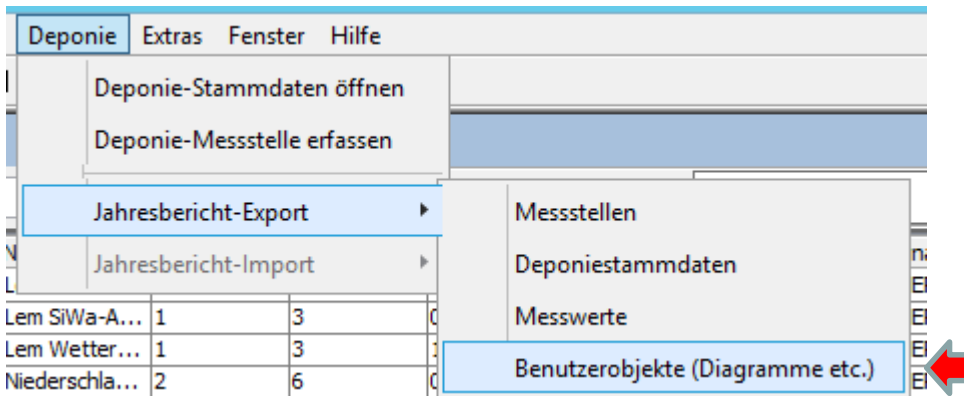 Deponie Extras Fenster Hilfe
Deponie-Stammdaten öffnen
Deponie-Messstelle erfassen
Jahresbericht-Export
Jahresbericht-Import
Messstellen
Deponiestammdaten
Messwerte
Benutzerobjekte (Diagramme etc.)
Lem SiWa-A... 1 3
Lem Wetter... 1 3
Niederschla... 2 6